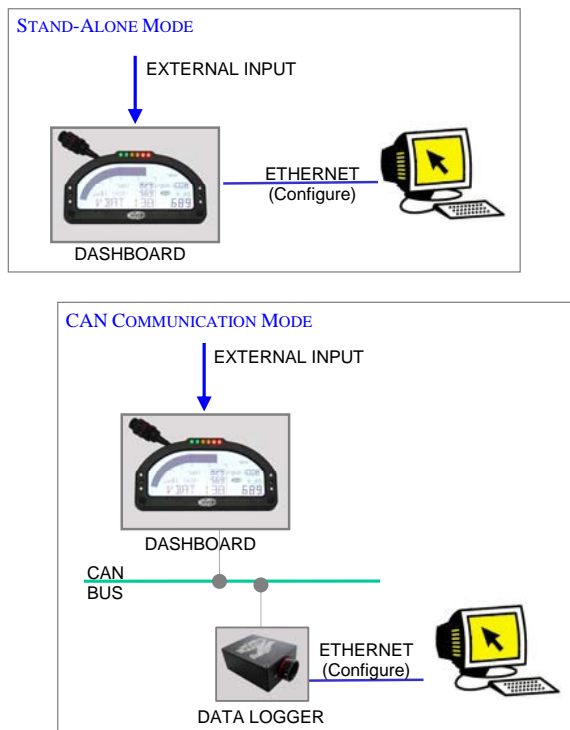 STAND-ALONE MODE
EXTERNAL INPUT
ETHERNET
(Configure)
DASHBOARD
CAN COMMUNICATION MODE
EXTERNAL INPUT
DASHBOARD
CAN
BUS
ETHERNET
(Configure)
DATA LOGGER